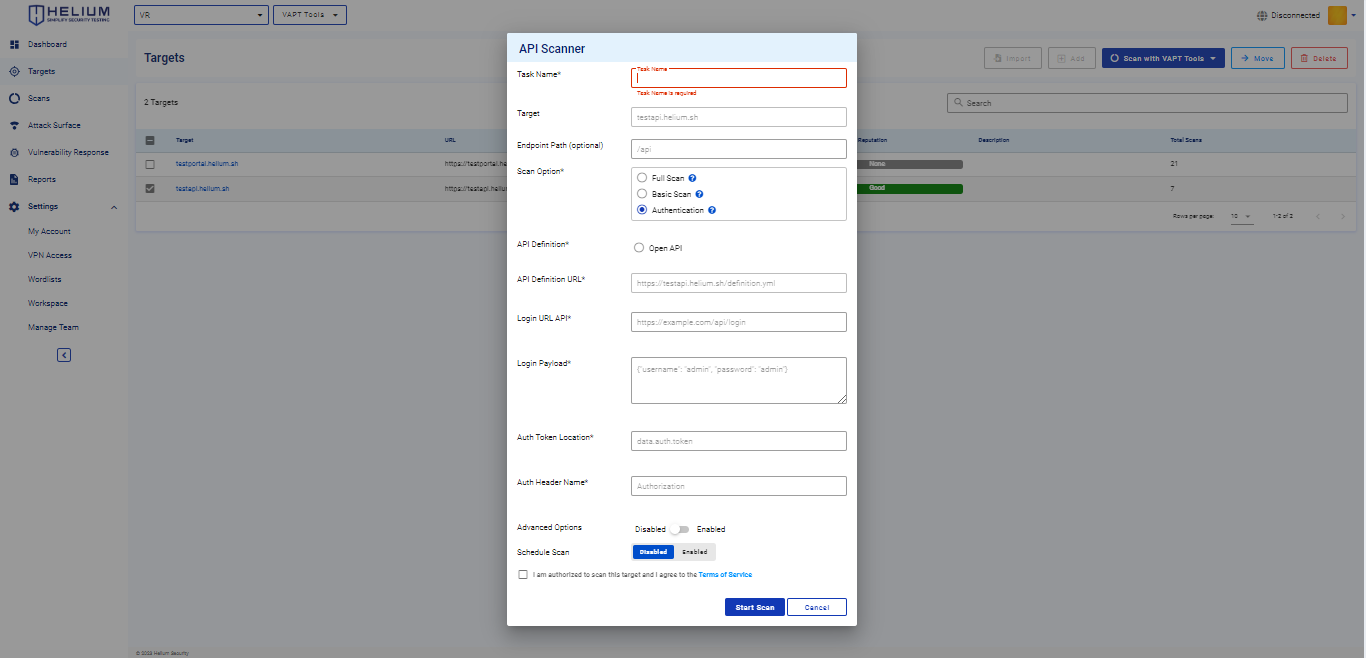 HELIUM
SIMPLIFY SECURITY TESTING
VR
VAPT Tools
Disconnected
Dashboard
Targets
Scans
Attack Surface
Vulnerability Response
Reports
Settings
My Account
VPN Access
Wordlists
Workspace
Manage Team
Targets
Import
Add
Scan with VAPT Tools
Move
Delete
2 Targets
Search
Target
URL
Reputation
Description
Total Scans
testportal.helium.sh
https://testportal.he
None
21
testapi.helium.sh
https://testapi.heliu
Good
7
Rows per page:
10
1-2 of 2
API Scanner
Task Name*
Task Name
Task Name is required
Target
testapi.helium.sh
Endpoint Path (optional)
/api
Scan Option*
Full Scan
Basic Scan
Authentication
API Definition*
Open API
API Definition URL*
https://testapi.helium.sh/definition.yml
Login URL API*
https://example.com/api/login
Login Payload*
{"username": "admin", "password": "admin"}
Auth Token Location*
data.auth.token
Auth Header Name*
Authorization
Advanced Options
Disabled
Enabled
Schedule Scan
Disabled
Enabled
I am authorized to scan this target and I agree to the Terms of Service
Start Scan
Cancel
Helium Security